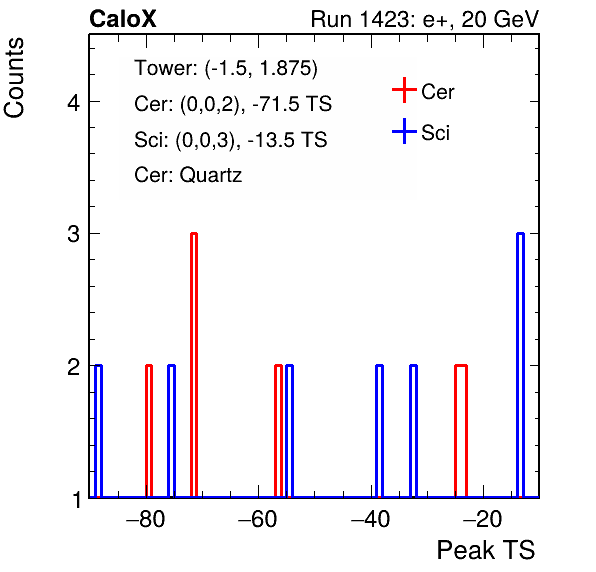 CaloX Run 1423: e+, 20 GeV
Counts
Tower: (-1.5, 1.875)
Cer: (0,0,2), -71.5 TS
Sci: (0,0,3), -13.5 TS
Cer: Quartz
Cer
Sci
4
3
2
1
−80 −60 −40 −20
Peak TS